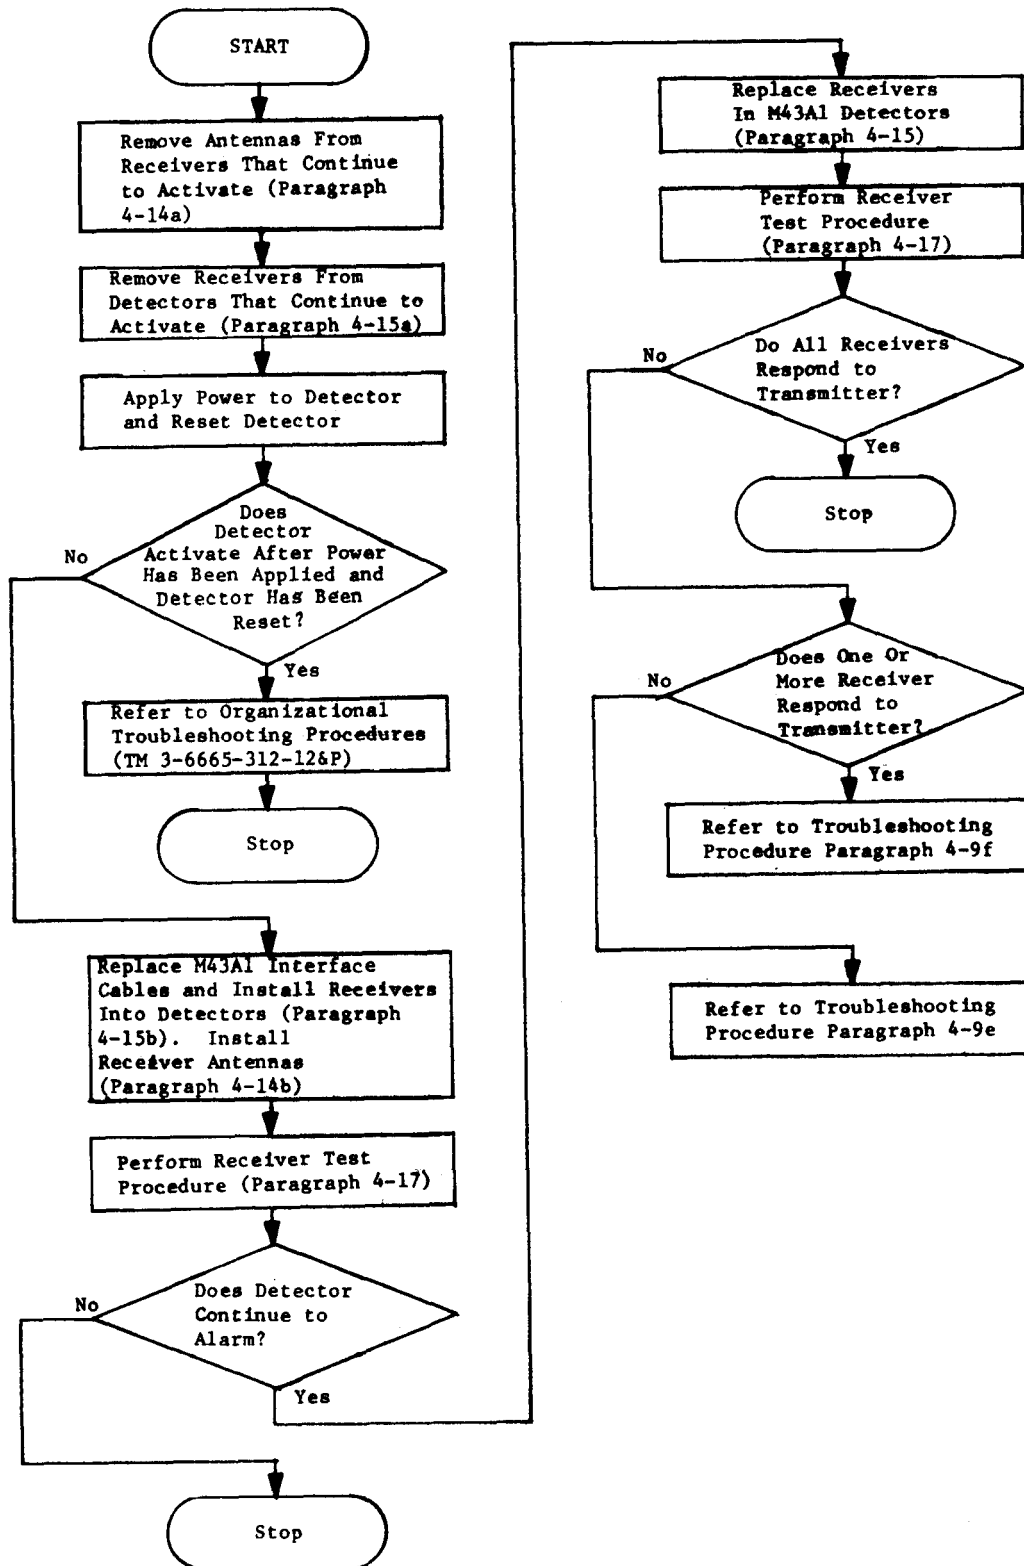 START
Remove Antennas From
Receivers That Continue
to Activate (Paragraph
4-14a)
Remove Receivers From
Detectors That Continue to
Activate (Paragraph 4-15a)
Apply Power to Detector
and Reset Detector
Does
Detector
Activate After Power
Has Been Applied and
Detector Has Been
Reset?
No
Yes
Refer to Organizational
Troubleshooting Procedures
(TM 3-6665-312-12&P)
Stop
Replace M43A1 Interface
Cables and Install Receivers
Into Detectors (Paragraph
4-15b). Install
Receiver Antennas
(Paragraph 4-14b)
Perform Receiver Test
Procedure (Paragraph 4-17)
Does Detector
Continue to
Alarm?
No
Yes
Stop
Replace Receivers
In M43A1 Detectors
(Paragraph 4-15)
Perform Receiver
Test Procedure
(Paragraph 4-17)
Do All Receivers
Respond to
Transmitter?
No
Yes
Stop
Does One Or
More Receiver
Respond to
Transmitter?
No
Yes
Refer to Troubleshooting
Procedure Paragraph 4-9f
Refer to Troubleshooting
Procedure Paragraph 4-9e